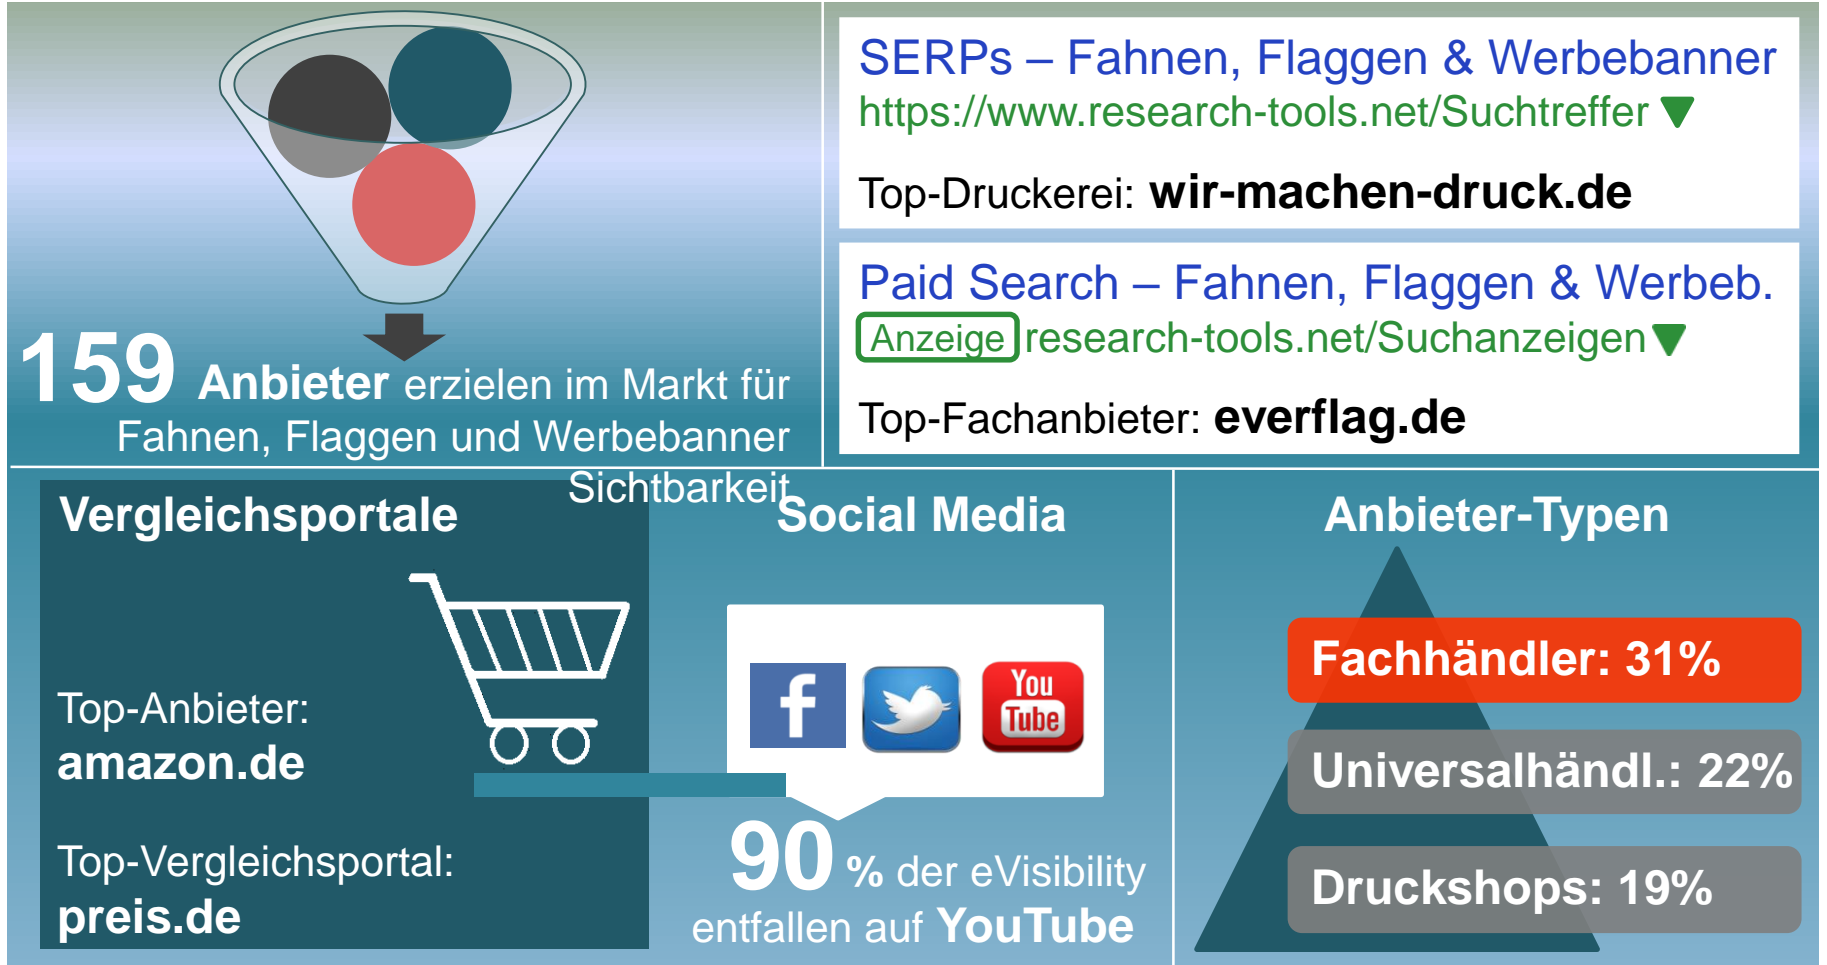 159 Anbieter erzielen im Markt für
Fahnen, Flaggen und Werbebanner
Sichtbarkeit
SERPs – Fahnen, Flaggen & Werbebanner
https://www.research-tools.net/Suchtreffer
Top-Druckerei: wir-machen-druck.de
Paid Search – Fahnen, Flaggen & Werbeb.
Anzeige research-tools.net/Suchanzeigen
Top-Fachanbieter: everflag.de
Vergleichsportale
Top-Anbieter:
amazon.de
Top-Vergleichsportal:
preis.de
Social Media
f
You
Tube
90 % der eVisibility
entfallen auf YouTube
Anbieter-Typen
Fachhändler: 31%
Universalhändl.: 22%
Druckshops: 19%